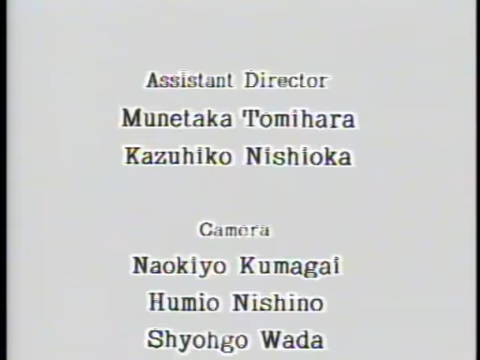 Assistant Director
Munetaka Tomihara
Kazuhiko Nishioka
Camera
Naokiyo Kumagai
Humio Nishino
Shyohgo Wada